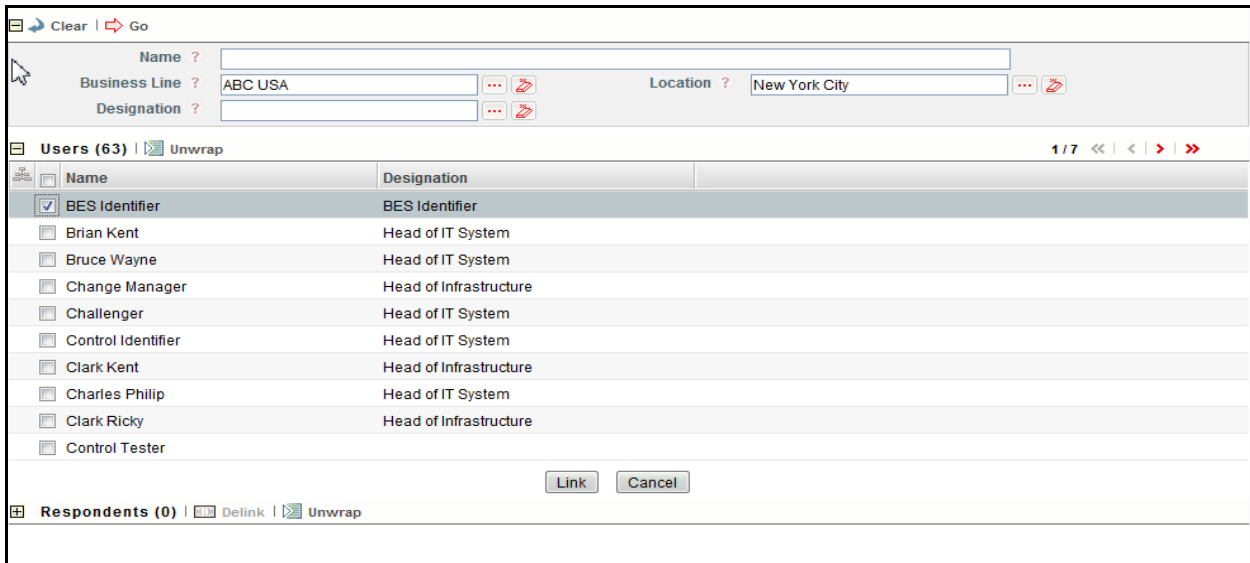 Clear | Go
Name ?
Business Line ? ABC USA ... Location ? New York City ...
Designation ? ...
Users (63) | Unwrap 1 / 7 << | < | > | >>
Name Designation
BES Identifier BES Identifier
Brian Kent Head of IT System
Bruce Wayne Head of IT System
Change Manager Head of Infrastructure
Challenger Head of IT System
Control Identifier Head of IT System
Clark Kent Head of Infrastructure
Charles Philip Head of IT System
Clark Ricky Head of Infrastructure
Control Tester
Link Cancel
Respondents (0) | Delink | Unwrap